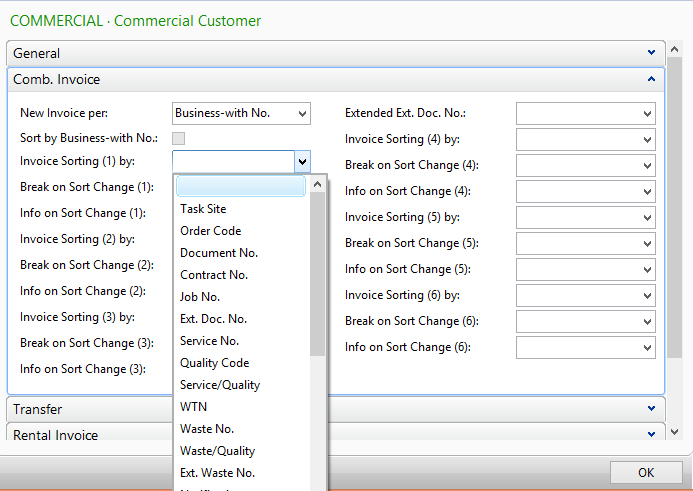 COMMERCIAL · Commercial Customer
General
Comb. Invoice
New Invoice per:
Business-with No.
Sort by Business-with No.:
Invoice Sorting (1) by:
Break on Sort Change (1):
Info on Sort Change (1):
Invoice Sorting (2) by:
Break on Sort Change (2):
Info on Sort Change (2):
Invoice Sorting (3) by:
Break on Sort Change (3):
Info on Sort Change (3):
Task Site
Order Code
Document No.
Contract No.
Job No.
Ext. Doc. No.
Service No.
Quality Code
Service/Quality
WTN
Waste No.
Waste/Quality
Ext. Waste No.
Extended Ext. Doc. No.:
Invoice Sorting (4) by:
Break on Sort Change (4):
Info on Sort Change (4):
Invoice Sorting (5) by:
Break on Sort Change (5):
Info on Sort Change (5):
Invoice Sorting (6) by:
Break on Sort Change (6):
Info on Sort Change (6):
Transfer
Rental Invoice
OK